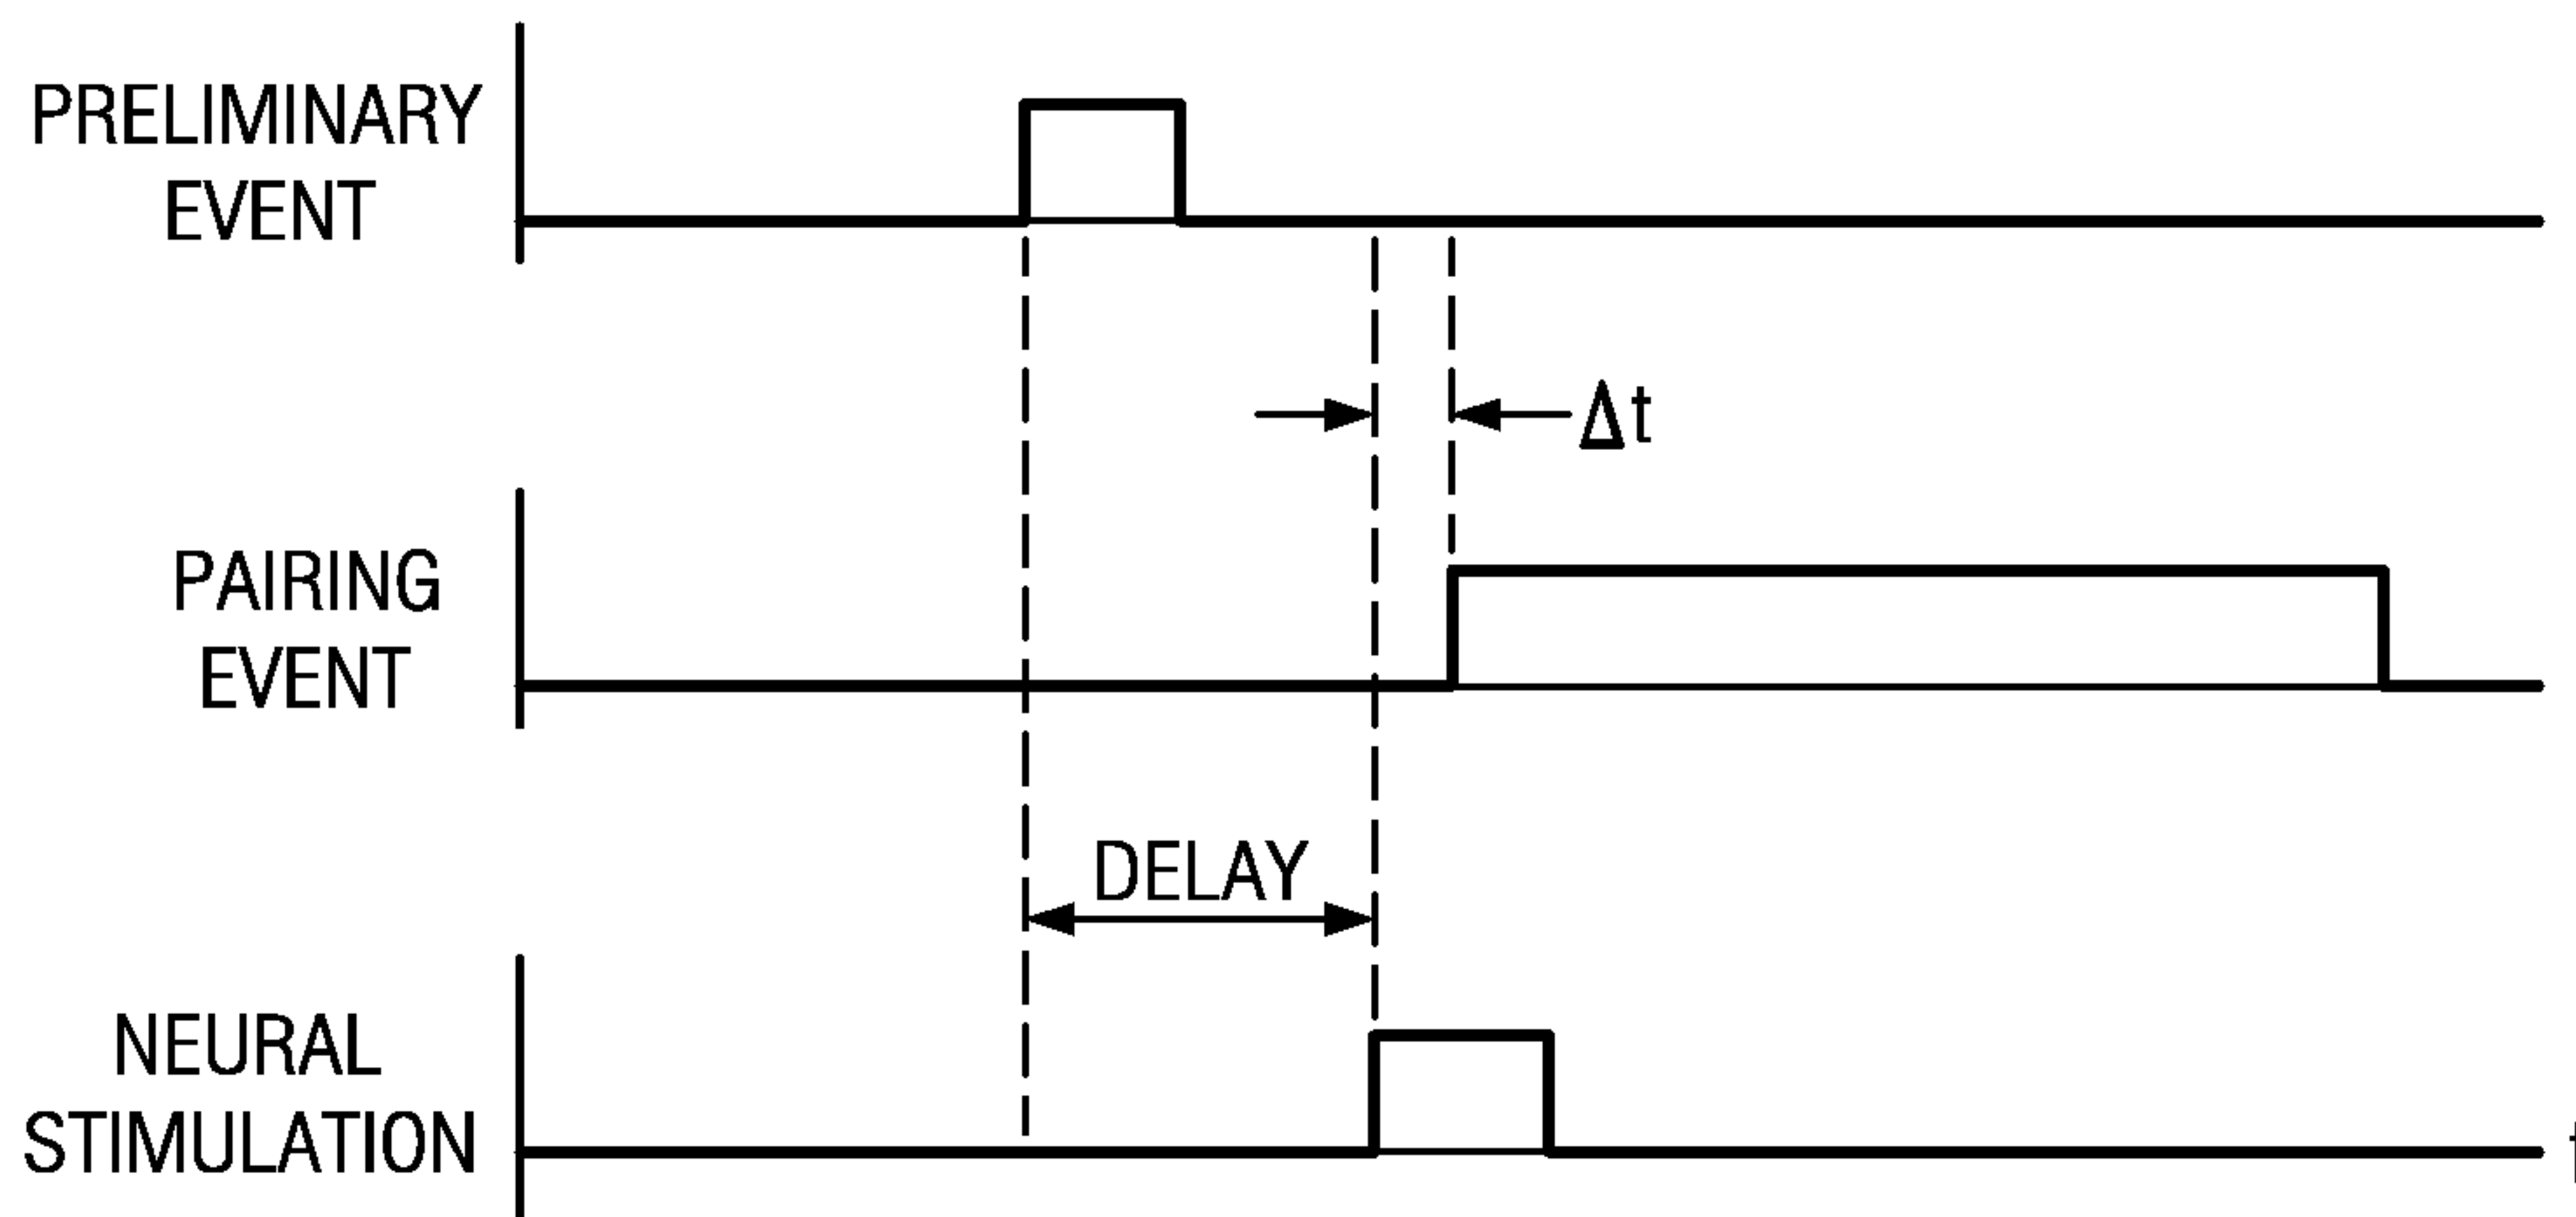 PRELIMINARY
EVENT
Δt
PAIRING
EVENT
DELAY
NEURAL
STIMULATION
t